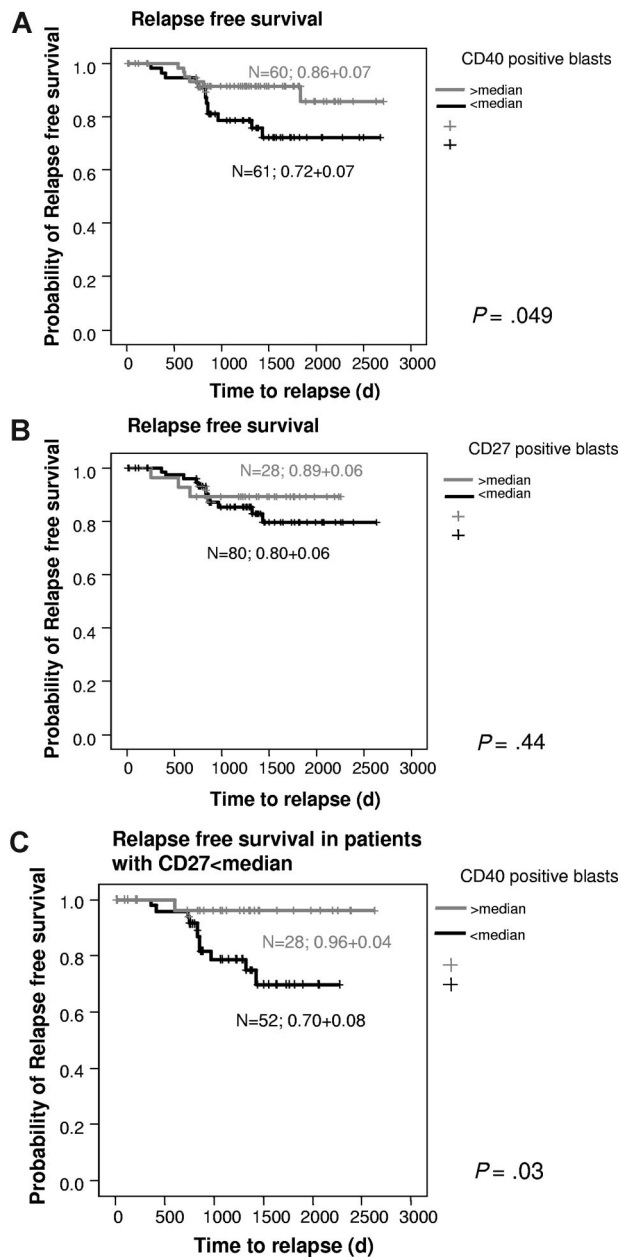 A
Relapse free survival
Probability of Relapse free survival
1.0
0.8
0.6
0.4
0.2
0.0
N=60; 0.86+0.07
N=61; 0.72+0.07
0 500 1000 1500 2000 2500 3000
Time to relapse (d)
CD40 positive blasts
>median
<median
+
+
P = .049
B
Relapse free survival
Probability of Relapse free survival
1.0
0.8
0.6
0.4
0.2
0.0
N=28; 0.89+0.06
N=80; 0.80+0.06
0 500 1000 1500 2000 2500 3000
Time to relapse (d)
CD27 positive blasts
>median
<median
+
+
P = .44
C
Relapse free survival in patients
with CD27<median
Probability of Relapse free survival
1.0
0.8
0.6
0.4
0.2
0.0
N=28; 0.96+0.04
N=52; 0.70+0.08
0 500 1000 1500 2000 2500 3000
Time to relapse (d)
CD40 positive blasts
>median
<median
+
+
P = .03